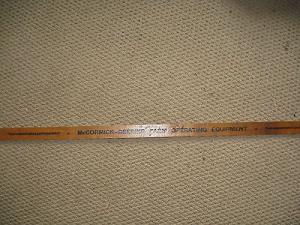 McCORMICK-DEERING FARM OPERATING EQUIPMENT